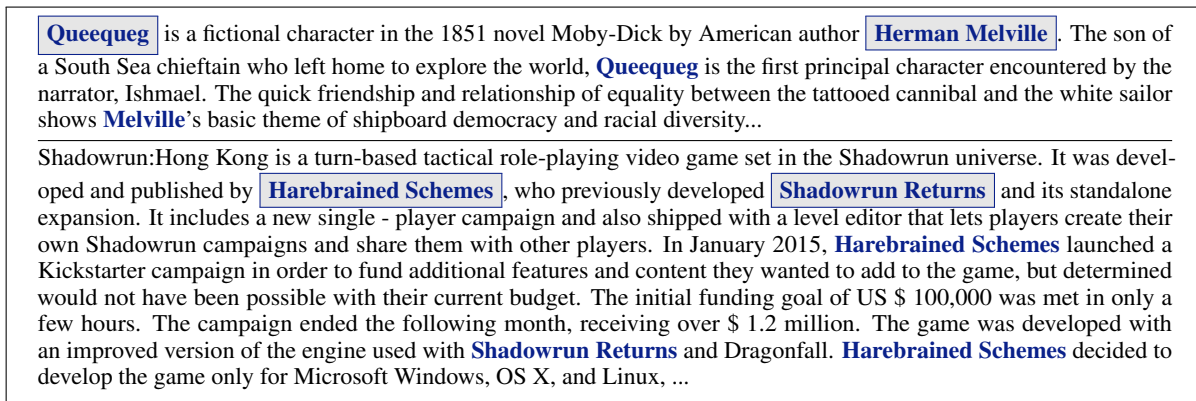 Queequeg is a fictional character in the 1851 novel Moby-Dick by American author Herman Melville . The son of
a South Sea chieftain who left home to explore the world, Queequeg is the first principal character encountered by the
narrator, Ishmael. The quick friendship and relationship of equality between the tattooed cannibal and the white sailor
shows Melville's basic theme of shipboard democracy and racial diversity...
Shadowrun:Hong Kong is a turn-based tactical role-playing video game set in the Shadowrun universe. It was devel-
oped and published by Harebrained Schemes , who previously developed Shadowrun Returns and its standalone
expansion. It includes a new single - player campaign and also shipped with a level editor that lets players create their
own Shadowrun campaigns and share them with other players. In January 2015, Harebrained Schemes launched a
Kickstarter campaign in order to fund additional features and content they wanted to add to the game, but determined
would not have been possible with their current budget. The initial funding goal of US $ 100,000 was met in only a
few hours. The campaign ended the following month, receiving over $ 1.2 million. The game was developed with
an improved version of the engine used with Shadowrun Returns and Dragonfall. Harebrained Schemes decided to
develop the game only for Microsoft Windows, OS X, and Linux, ...